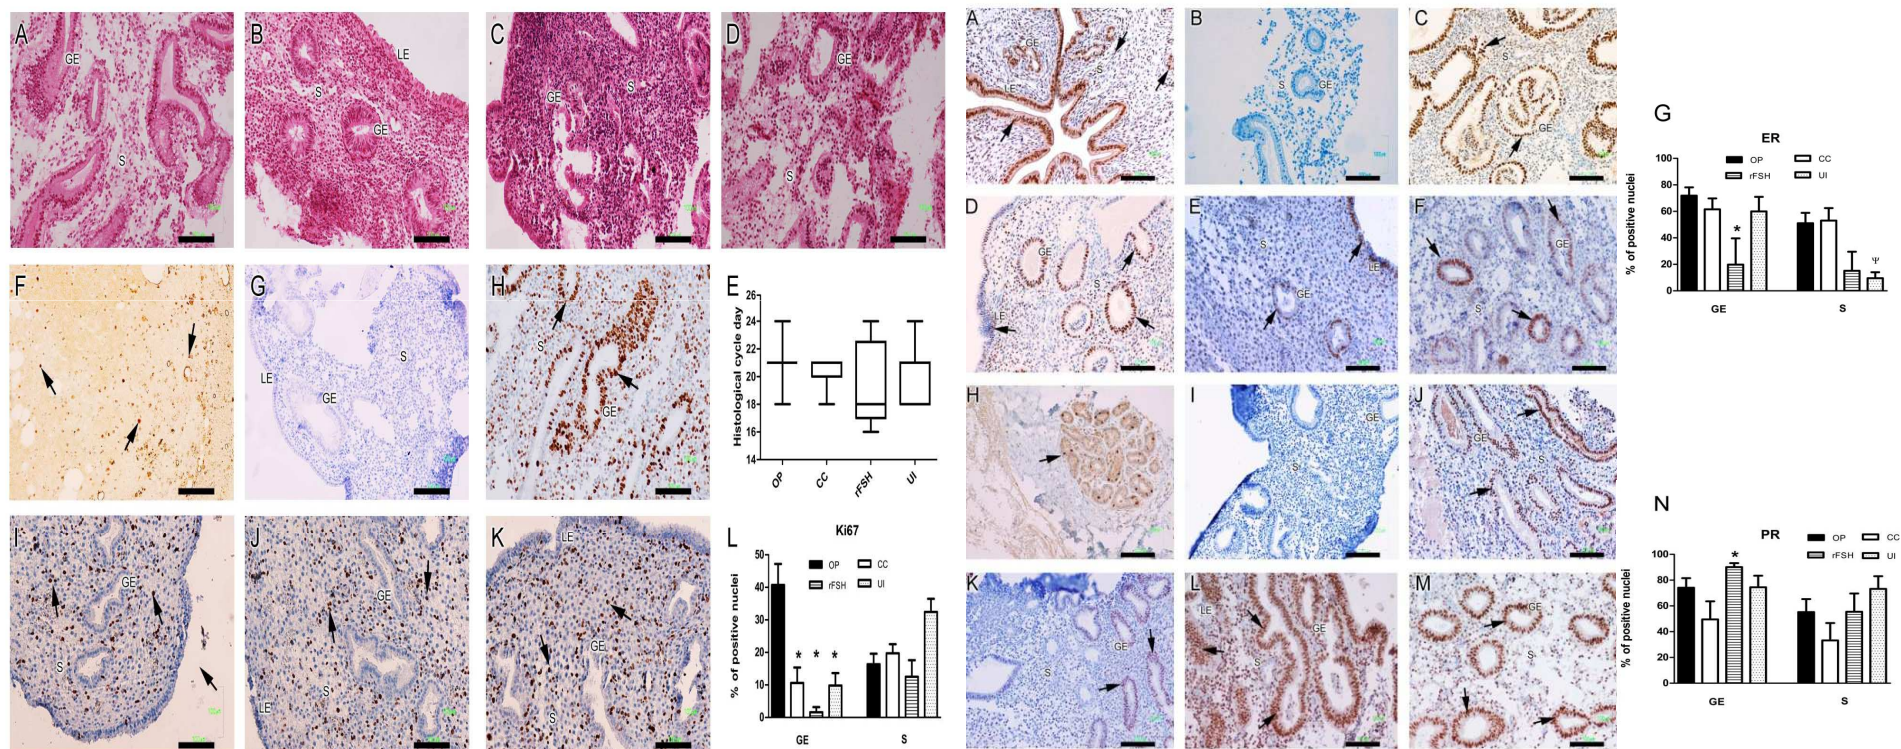 A
GE
S
B
LE
S
GE
C
S
GE
D
GE
S
F
G
S
LE
GE
H
S
GE
E
Histological cycle day
26
24
22
20
18
16
14
OP
CC
rFSH
UI
I
GE
S
J
GE
S
LE
K
LE
GE
S
L
Ki67
% of positive nuclei
50
40
30
20
10
0
OP
CC
rFSH
UI
*
*
*
GE
S
A
GE
S
LE
B
S
GE
C
S
GE
D
GE
S
LE
E
S
LE
GE
F
GE
S
G
ER
% of positive nuclei
100
80
60
40
20
0
OP
CC
rFSH
UI
*
Ψ
GE
S
H
I
GE
S
J
GE
S
K
GE
S
L
LE
GE
S
M
GE
S
N
PR
% of positive nuclei
100
80
60
40
20
0
OP
CC
rFSH
UI
*
GE
S